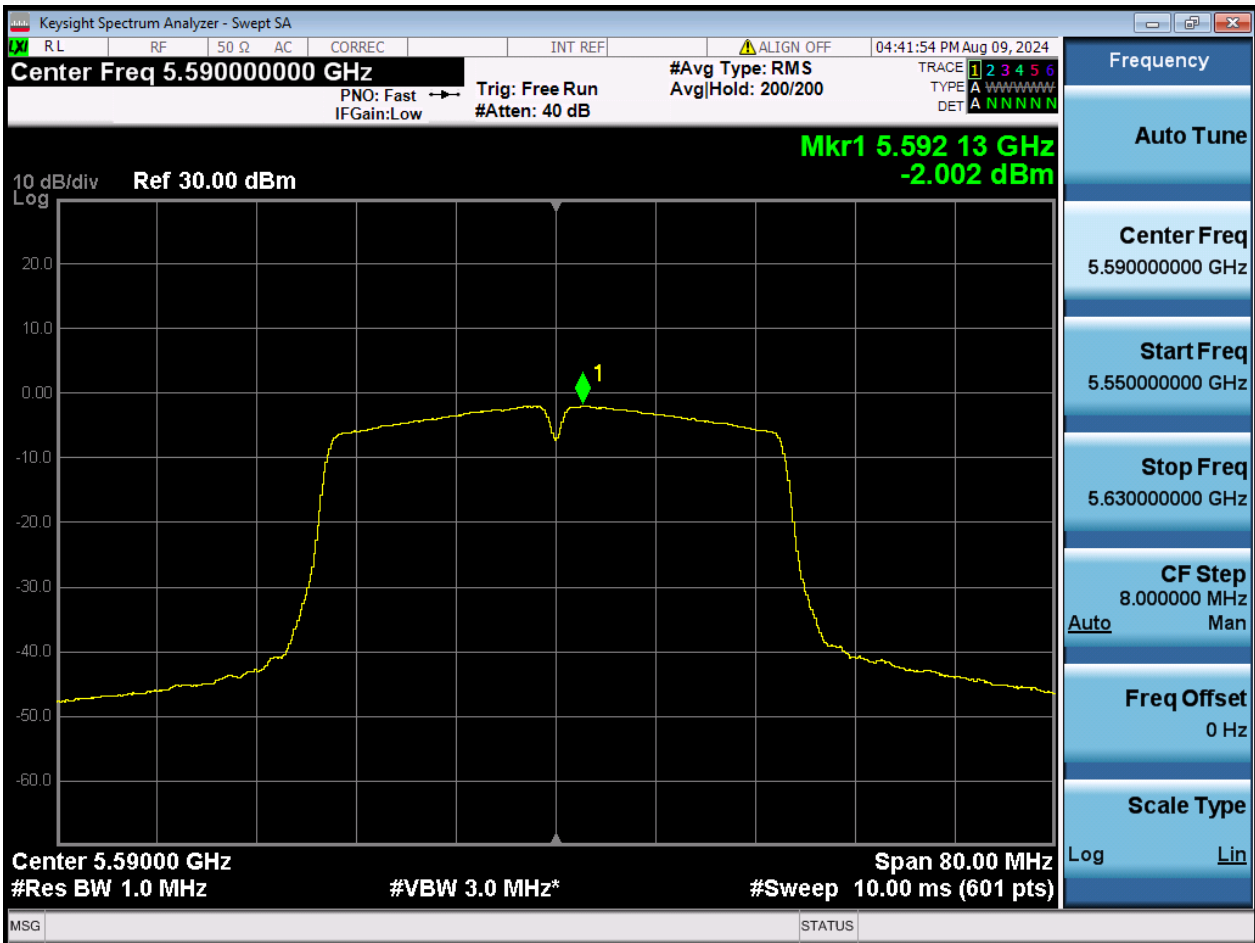 Keysight Spectrum Analyzer - Swept SA
LXI RL RF 50 Ω AC CORREC INT REF ALIGN OFF 04:41:54 PM Aug 09, 2024
Center Freq 5.590000000 GHz
PNO: Fast
IFGain:Low
Trig: Free Run
#Atten: 40 dB
#Avg Type: RMS
Avg|Hold: 200/200
TRACE 1 2 3 4 5 6
TYPE A WWWWW
DET A N N N N N
Mkr1 5.592 13 GHz
-2.002 dBm
10 dB/div Ref 30.00 dBm
Log
20.0
10.0
0.00
-10.0
-20.0
-30.0
-40.0
-50.0
-60.0
1
Center 5.59000 GHz Span 80.00 MHz
#Res BW 1.0 MHz #VBW 3.0 MHz* #Sweep 10.00 ms (601 pts)
MSG STATUS
Frequency
Auto Tune
Center Freq
5.590000000 GHz
Start Freq
5.550000000 GHz
Stop Freq
5.630000000 GHz
CF Step
8.000000 MHz
Auto Man
Freq Offset
0 Hz
Scale Type
Log Lin